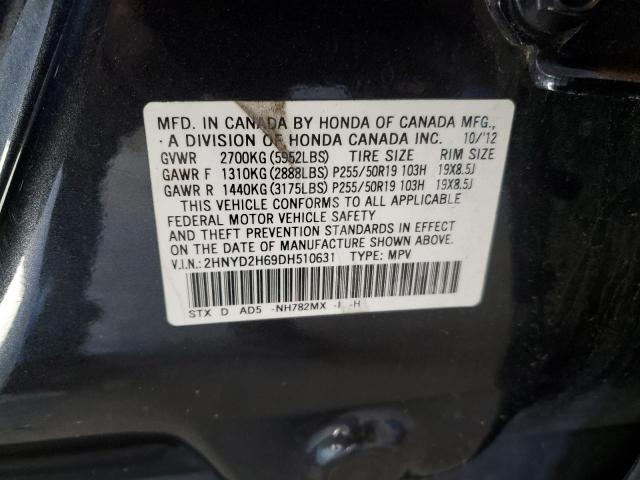 MFD. IN CANADA BY HONDA OF CANADA MFG.,
A DIVISION OF HONDA CANADA INC. 10/'12
GVWR 2700KG (5952LBS) TIRE SIZE RIM SIZE
GAWR F 1310KG (2888LBS) P255/50R19 103H 19X8.5J
GAWR R 1440KG (3175LBS) P255/50R19 103H 19X8.5J
THIS VEHICLE CONFORMS TO ALL APPLICABLE
FEDERAL MOTOR VEHICLE SAFETY
AND THEFT PREVENTION STANDARDS IN EFFECT
ON THE DATE OF MANUFACTURE SHOWN ABOVE.
V.I.N.: 2HNYD2H69DH510631 TYPE: MPV
STX D AD5 -NH782MX -I -H